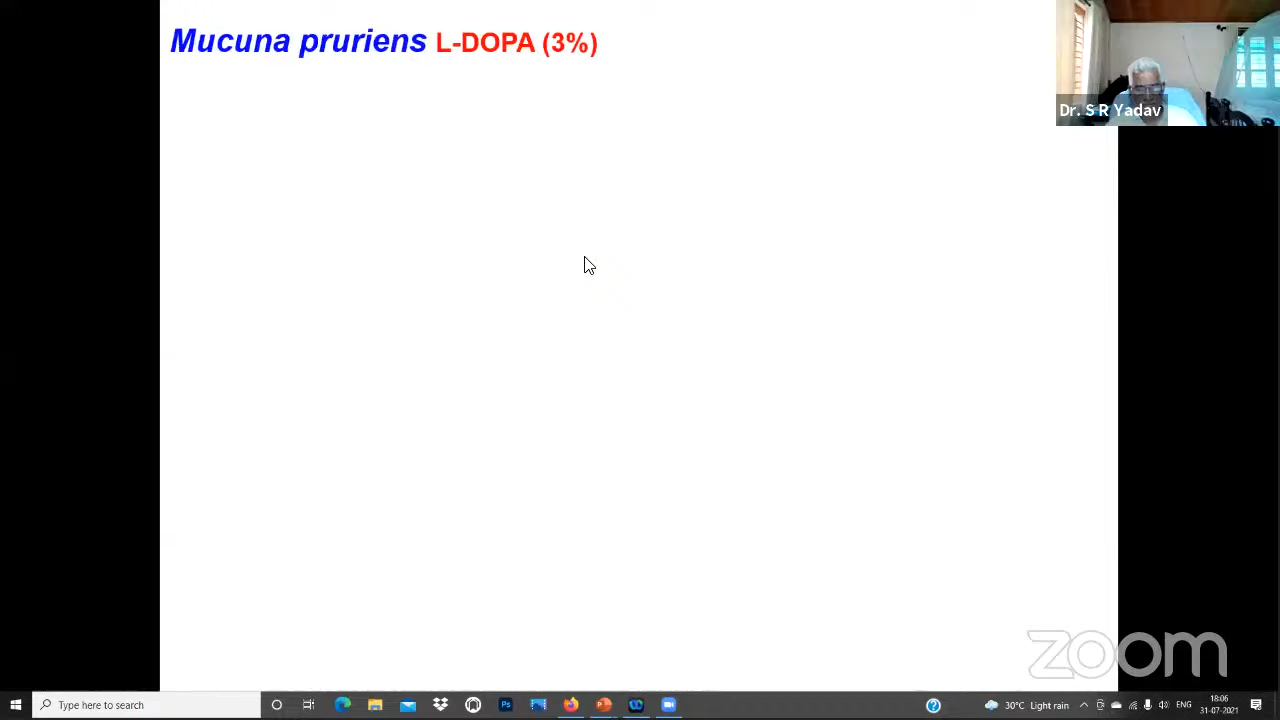 Mucuna pruriens L-DOPA (3%)
Dr. S R Yadav
zoom
Type here to search
Ps
30°C Light rain
ENG
18:06
31-07-2021